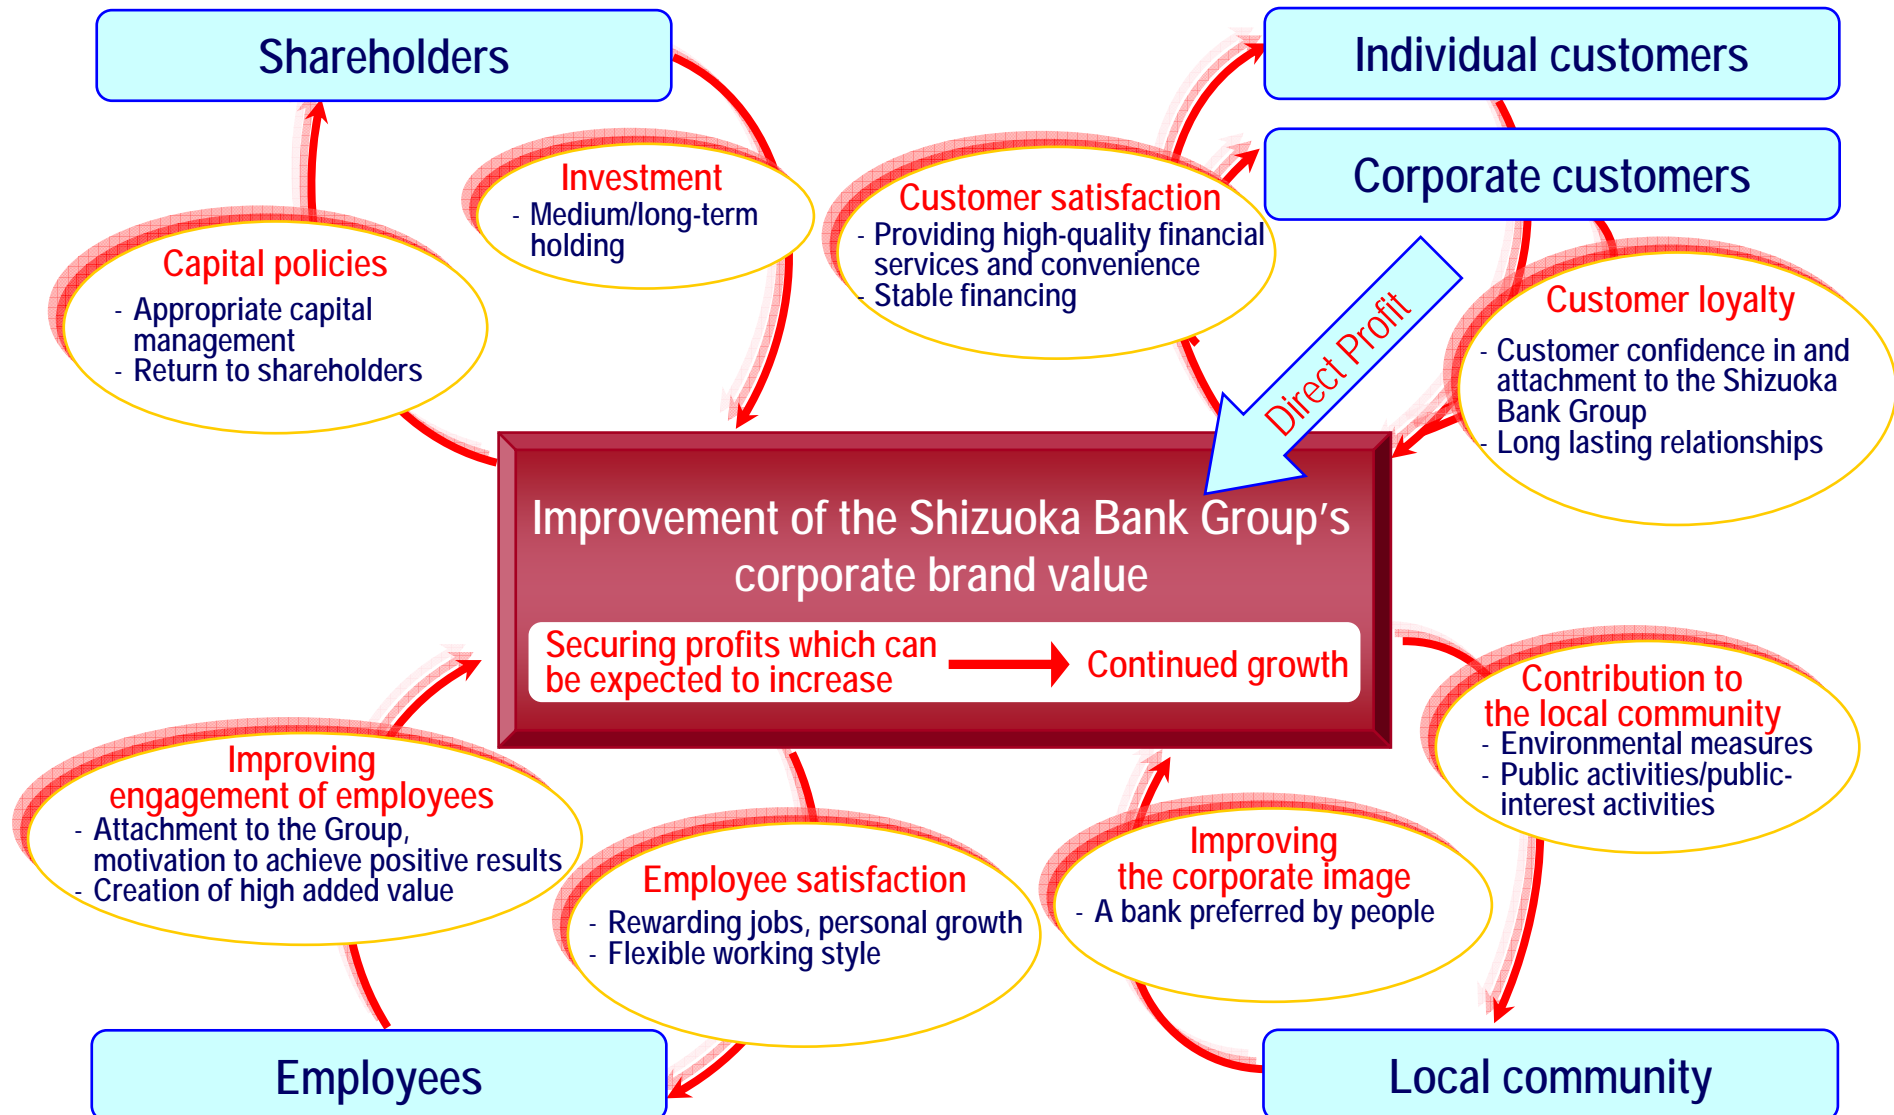 Shareholders
Individual customers
Corporate customers
Investment
- Medium/long-term
holding
Customer satisfaction
- Providing high-quality financial
services and convenience
- Stable financing
Capital policies
- Appropriate capital
management
- Return to shareholders
Direct Profit
Customer loyalty
- Customer confidence in and
attachment to the Shizuoka
Bank Group
- Long lasting relationships
Improvement of the Shizuoka Bank Group's
corporate brand value
Securing profits which can
be expected to increase
Continued growth
Contribution to
the local community
- Environmental measures
- Public activities/public-
interest activities
Improving
engagement of employees
- Attachment to the Group,
motivation to achieve positive results
- Creation of high added value
Employee satisfaction
- Rewarding jobs, personal growth
- Flexible working style
Improving
the corporate image
- A bank preferred by people
Employees
Local community